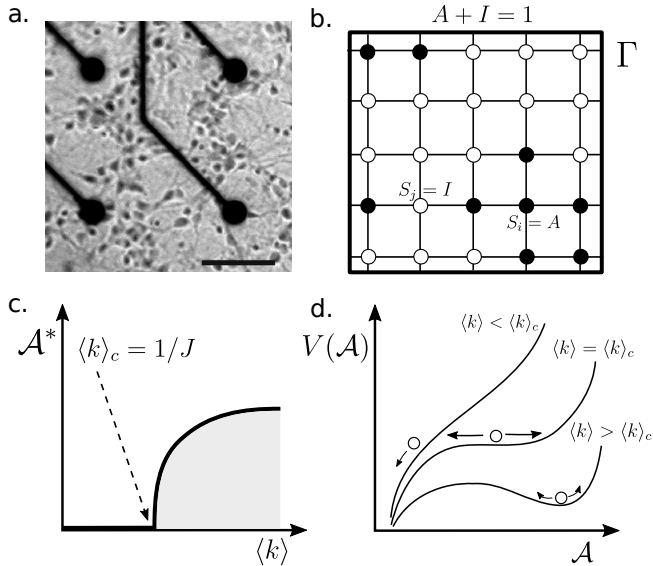 a.
b.
A + I = 1
Γ
S_j = I
S_i = A
c.
𝒜*
⟨k⟩_c = 1/J
⟨k⟩
d.
V(𝒜)
⟨k⟩ < ⟨k⟩_c
⟨k⟩ = ⟨k⟩_c
⟨k⟩ > ⟨k⟩_c
𝒜